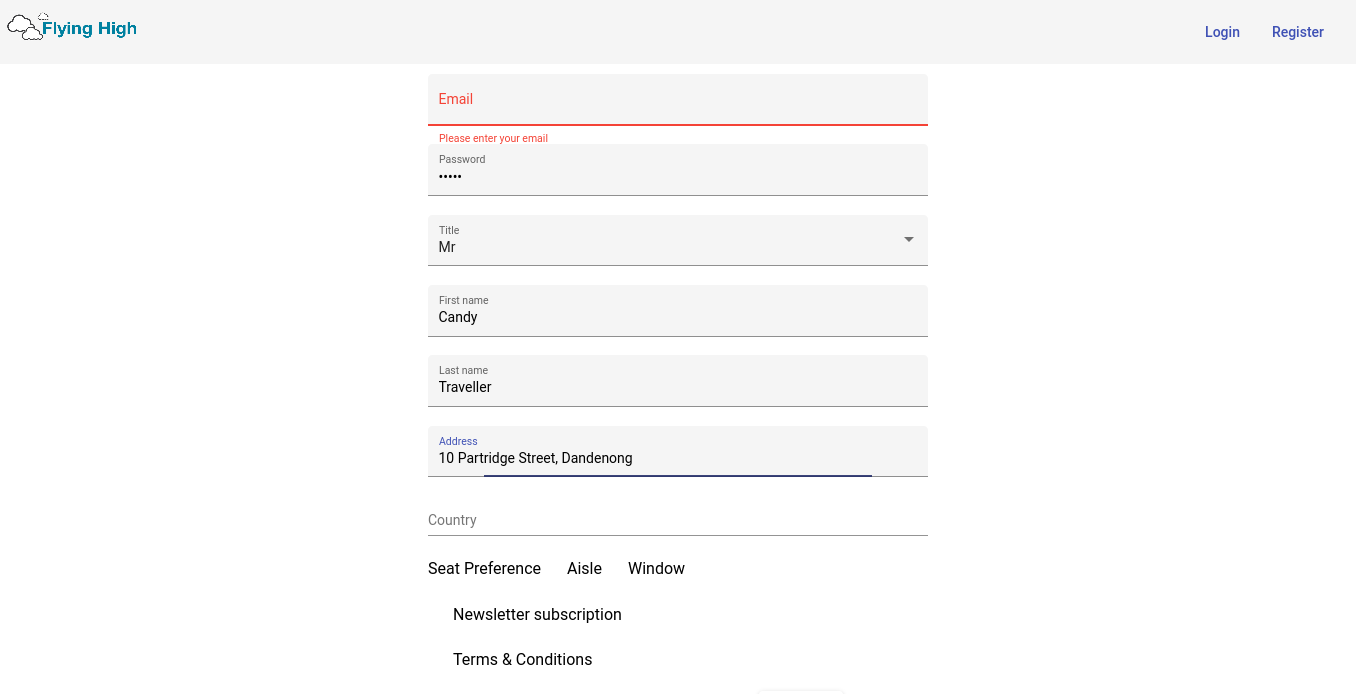 Flying High
Login Register
Email
Please enter your email
Password
•••••
Title
Mr
First name
Candy
Last name
Traveller
Address
10 Partridge Street, Dandenong
Country
Seat Preference Aisle Window
Newsletter subscription
Terms & Conditions